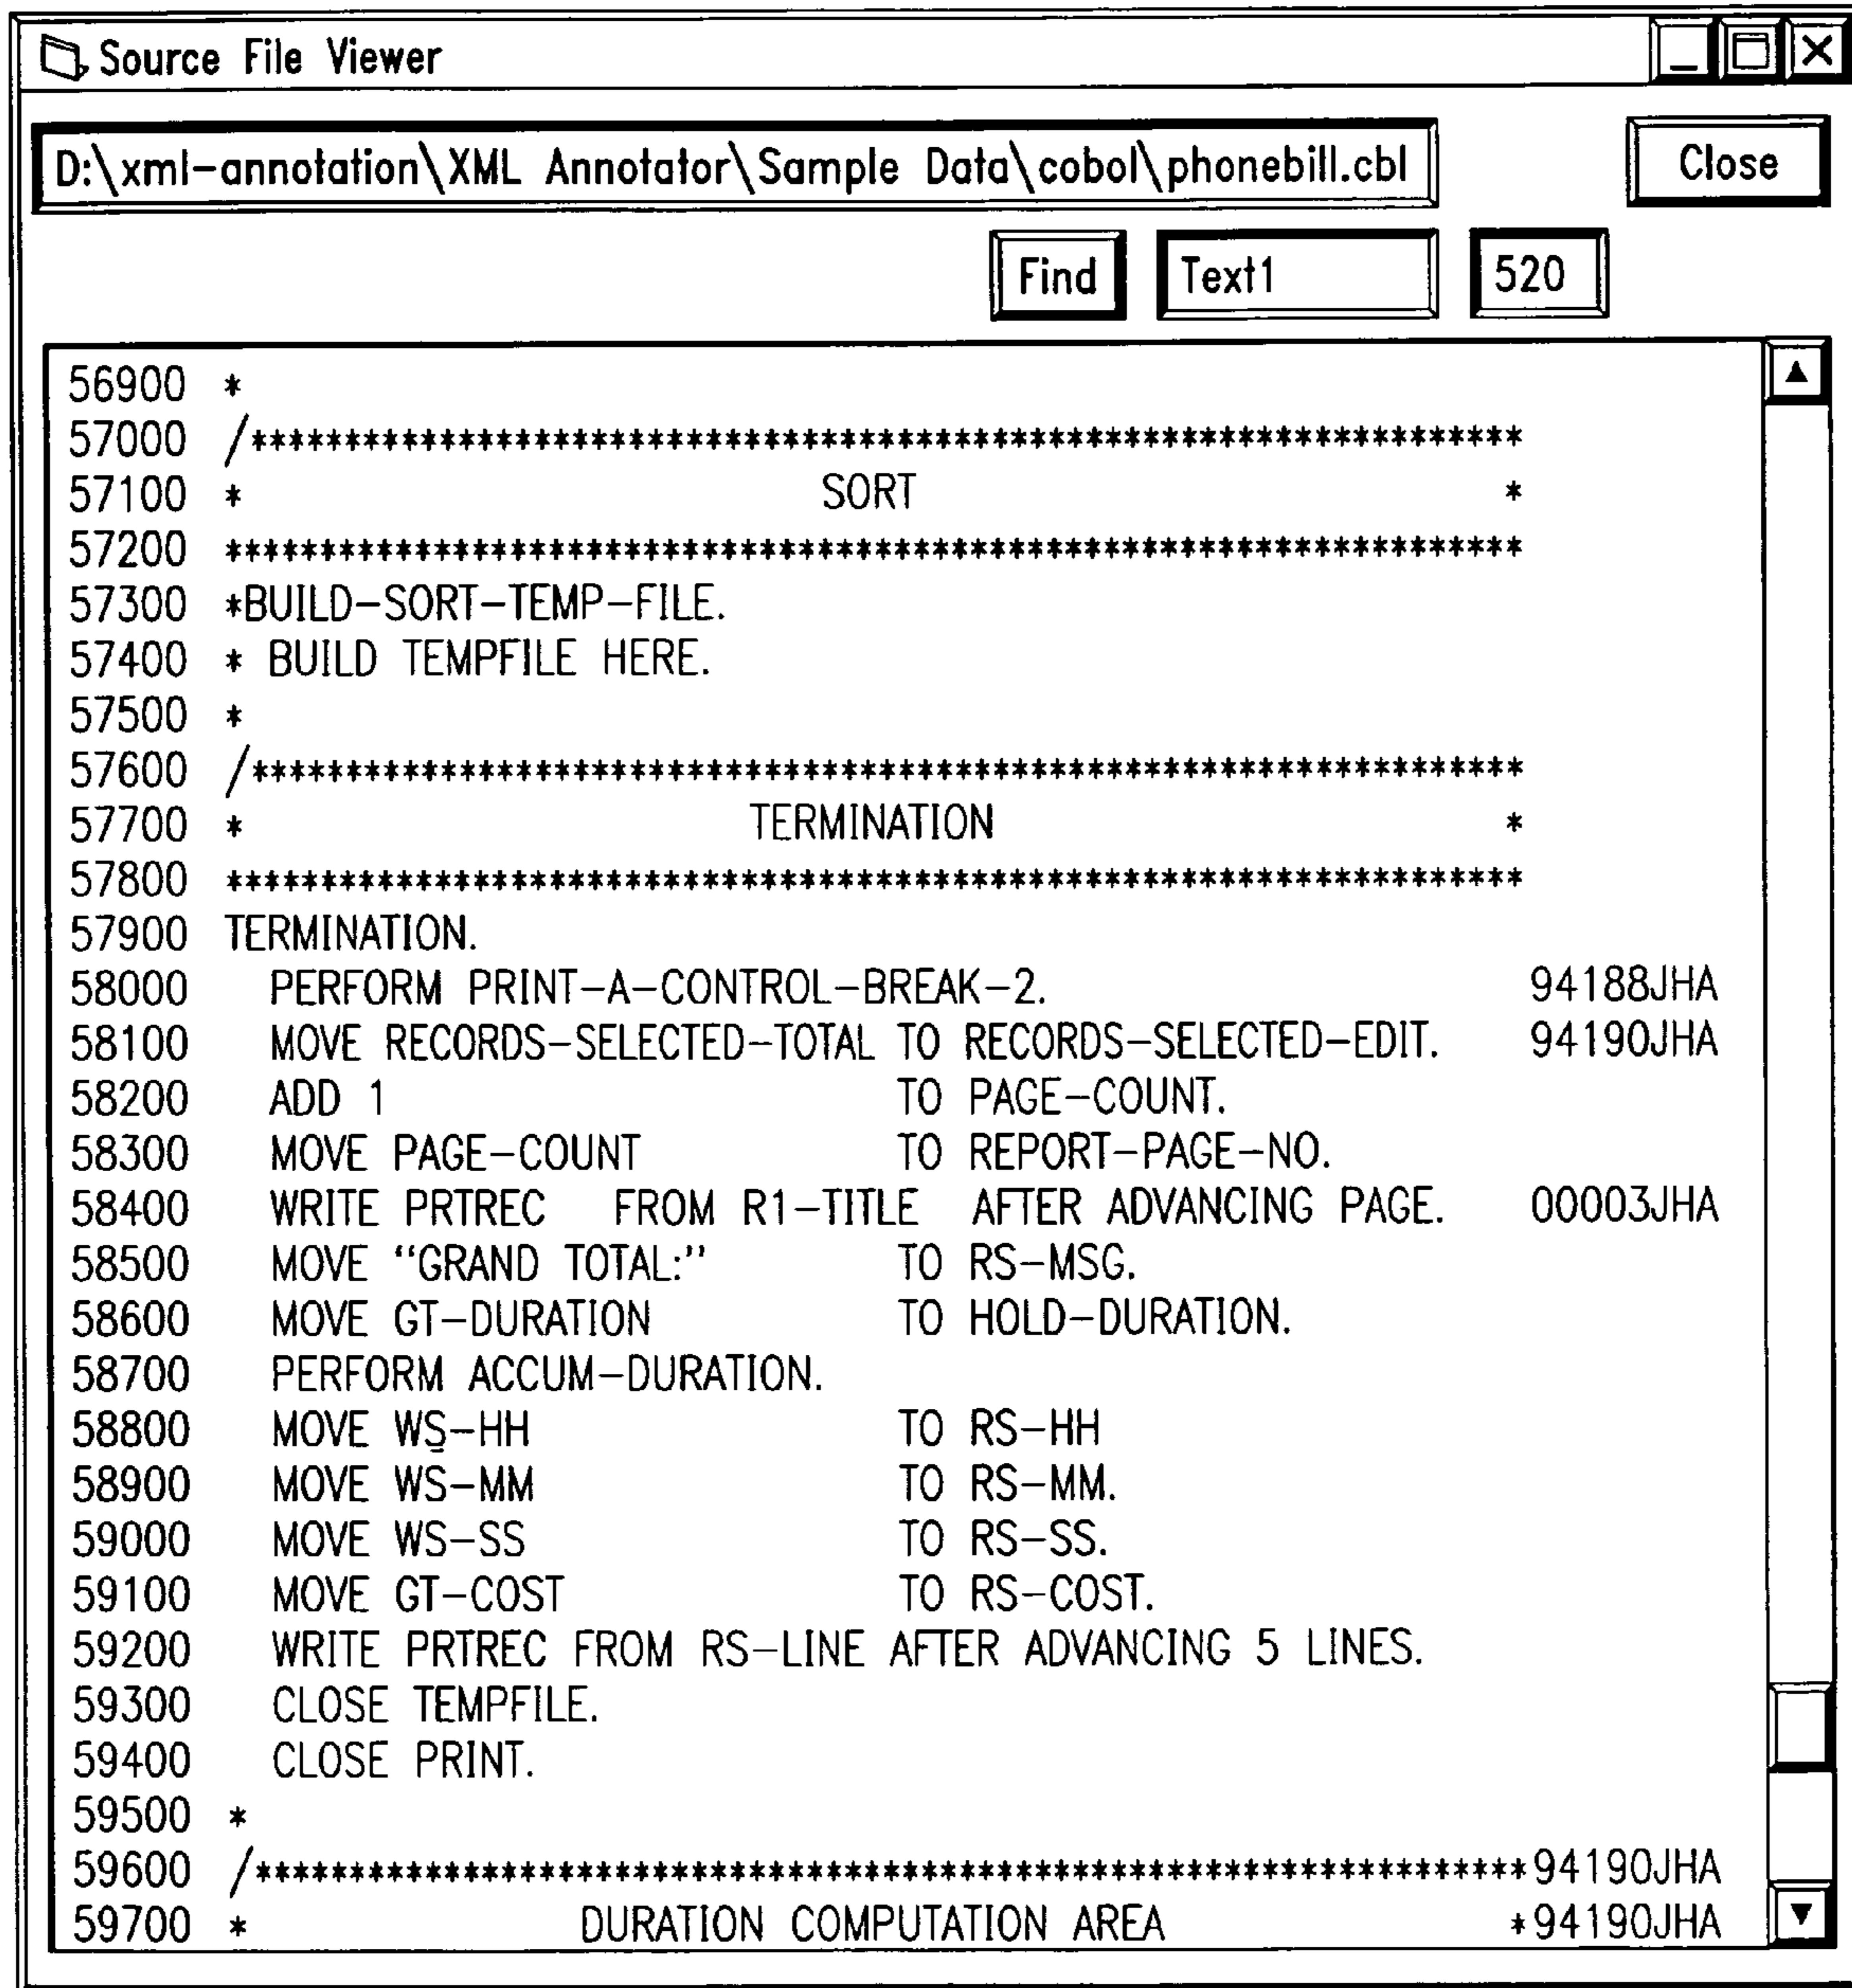 Source File Viewer
D:\xml-annotation\XML Annotator\Sample Data\cobol\phonebill.cbl Close
Find Text1 520
56900 *
57000 /********************************************************************
57100 * SORT *
57200 *********************************************************************
57300 *BUILD-SORT-TEMP-FILE.
57400 * BUILD TEMPFILE HERE.
57500 *
57600 /********************************************************************
57700 * TERMINATION *
57800 *********************************************************************
57900 TERMINATION.
58000 PERFORM PRINT-A-CONTROL-BREAK-2. 94188JHA
58100 MOVE RECORDS-SELECTED-TOTAL TO RECORDS-SELECTED-EDIT. 94190JHA
58200 ADD 1 TO PAGE-COUNT.
58300 MOVE PAGE-COUNT TO REPORT-PAGE-NO.
58400 WRITE PRTREC FROM R1-TITLE AFTER ADVANCING PAGE. 00003JHA
58500 MOVE "GRAND TOTAL:" TO RS-MSG.
58600 MOVE GT-DURATION TO HOLD-DURATION.
58700 PERFORM ACCUM-DURATION.
58800 MOVE WS-HH TO RS-HH
58900 MOVE WS-MM TO RS-MM.
59000 MOVE WS-SS TO RS-SS.
59100 MOVE GT-COST TO RS-COST.
59200 WRITE PRTREC FROM RS-LINE AFTER ADVANCING 5 LINES.
59300 CLOSE TEMPFILE.
59400 CLOSE PRINT.
59500 *
59600 /********************************************************************94190JHA
59700 * DURATION COMPUTATION AREA *94190JHA